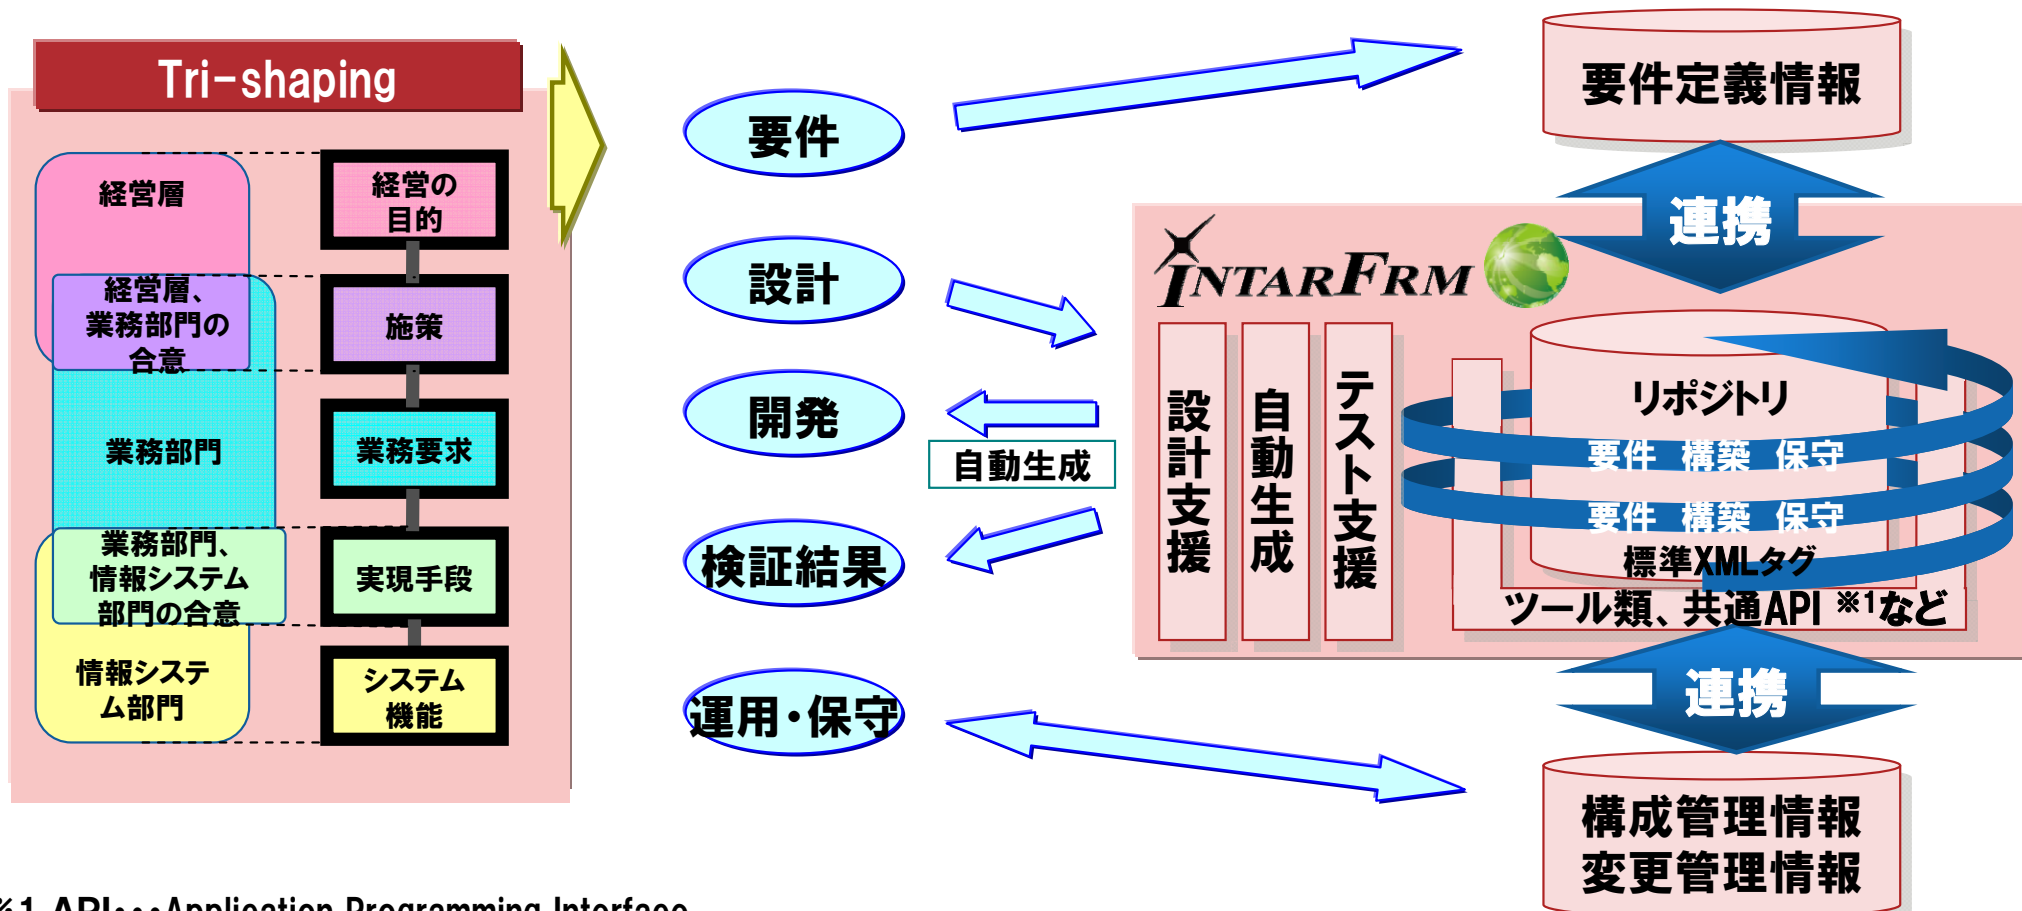 Tri-shaping
経営層
経営層、
業務部門の
合意
業務部門
業務部門、
情報システム
部門の合意
情報システ
ム部門
経営の
目的
施策
業務要求
実現手段
システム
機能
要件
設計
開発
検証結果
運用・保守
自動生成
要件定義情報
連携
INTARFRM
設計支援
自動生成
テスト支援
リポジトリ
要件 構築 保守
要件 構築 保守
標準XMLタグ
ツール類、共通API ※1など
連携
構成管理情報
変更管理情報
※1 API・・・Application Programming Interface